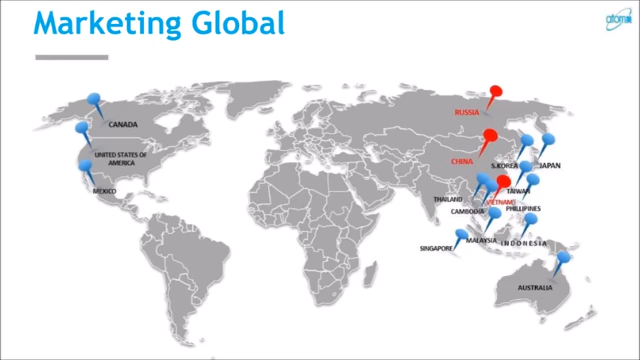 Marketing Global
atomi
CANADA
RUSSIA
UNITED STATES OF
AMERICA
CHINA
S.KOREA
JAPAN
MEXICO
TAIWAN
THAILAND
VIETNAM
CAMBODIA
PHILLIPINES
MALAYSIA
INDONESIA
SINGAPORE
AUSTRALIA